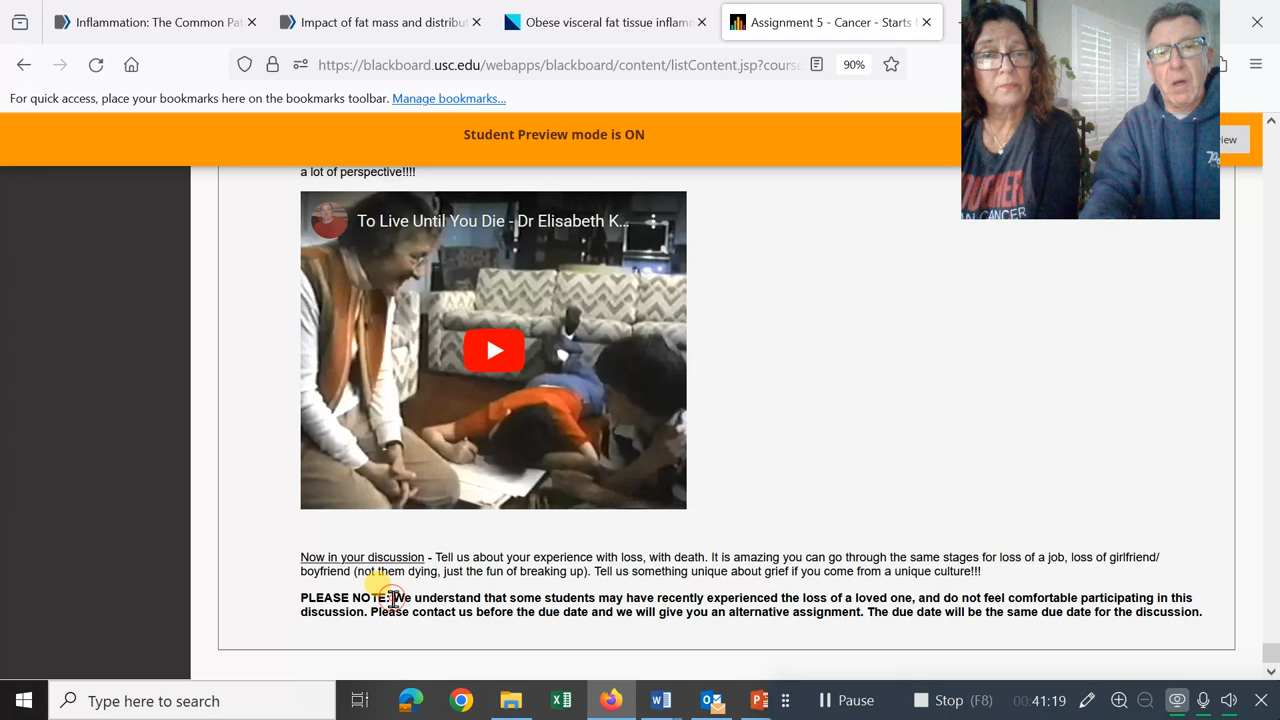 Inflammation: The Common Pat
Impact of fat mass and distribut
Obese visceral fat tissue inflamn
Assignment 5 - Cancer - Starts
https://blackboard.usc.edu/webapps/blackboard/content/listContent.jsp?course
90%
For quick access, place your bookmarks here on the bookmarks toolbar. Manage bookmarks...
Student Preview mode is ON
view
a lot of perspective!!!!
To Live Until You Die - Dr Elisabeth K...
Now in your discussion - Tell us about your experience with loss, with death. It is amazing you can go through the same stages for loss of a job, loss of girlfriend/
boyfriend (not them dying, just the fun of breaking up). Tell us something unique about grief if you come from a unique culture!!!
PLEASE NOTE: We understand that some students may have recently experienced the loss of a loved one, and do not feel comfortable participating in this
discussion. Please contact us before the due date and we will give you an alternative assignment. The due date will be the same due date for the discussion.
Type here to search
Pause
Stop (F8)
00:41:19